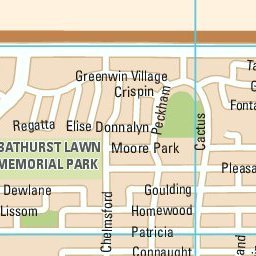 Greenwin Village
Crispin
Peckham
Regatta
Elise
Donnalyn
Cactus
BATHURST LAWN
MEMORIAL PARK
Moore Park
Dewlane
Goulding
Lissom
Chelmsford
Homewood
Patricia
Connaught